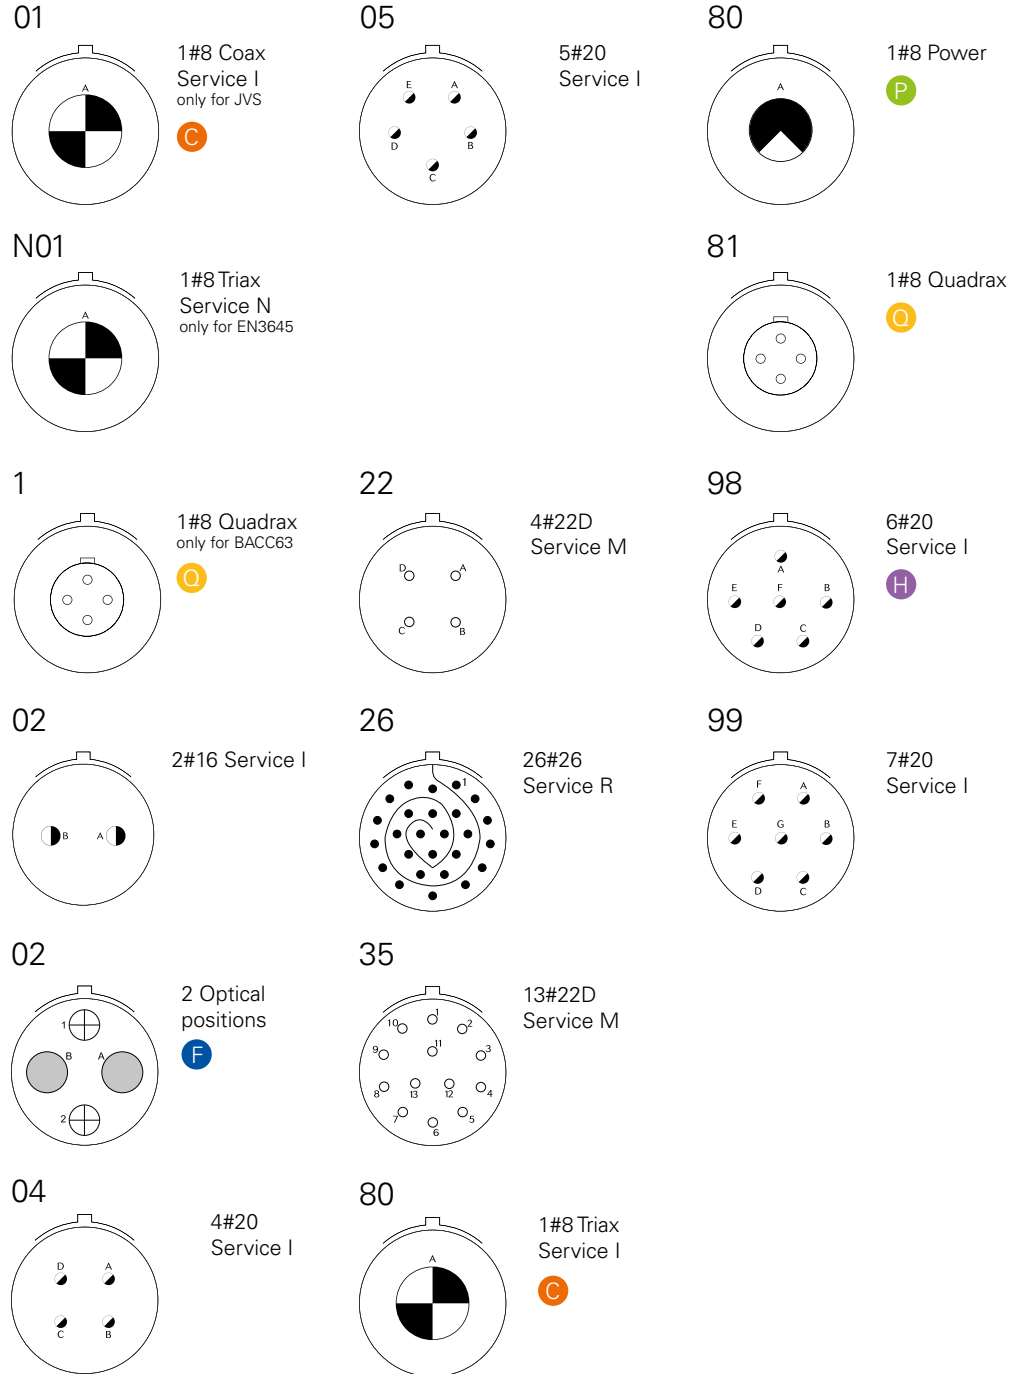 01
1#8 Coax
Service I
only for JVS
C
A
05
5#20
Service I
E A
D B
C
80
1#8 Power
P
A
N01
1#8 Triax
Service N
only for EN3645
A
81
1#8 Quadrax
Q
1
1#8 Quadrax
only for BACC63
Q
22
4#22D
Service M
D A
C B
98
6#20
Service I
H
A
E F B
D C
02
2#16 Service I
B A
26
26#26
Service R
1
99
7#20
Service I
F A
E G B
D C
02
2 Optical
positions
F
1
B A
2
35
13#22D
Service M
1
10 2
11
9 3
8 13 12 4
7 5
6
04
4#20
Service I
D A
C B
80
1#8 Triax
Service I
C
A